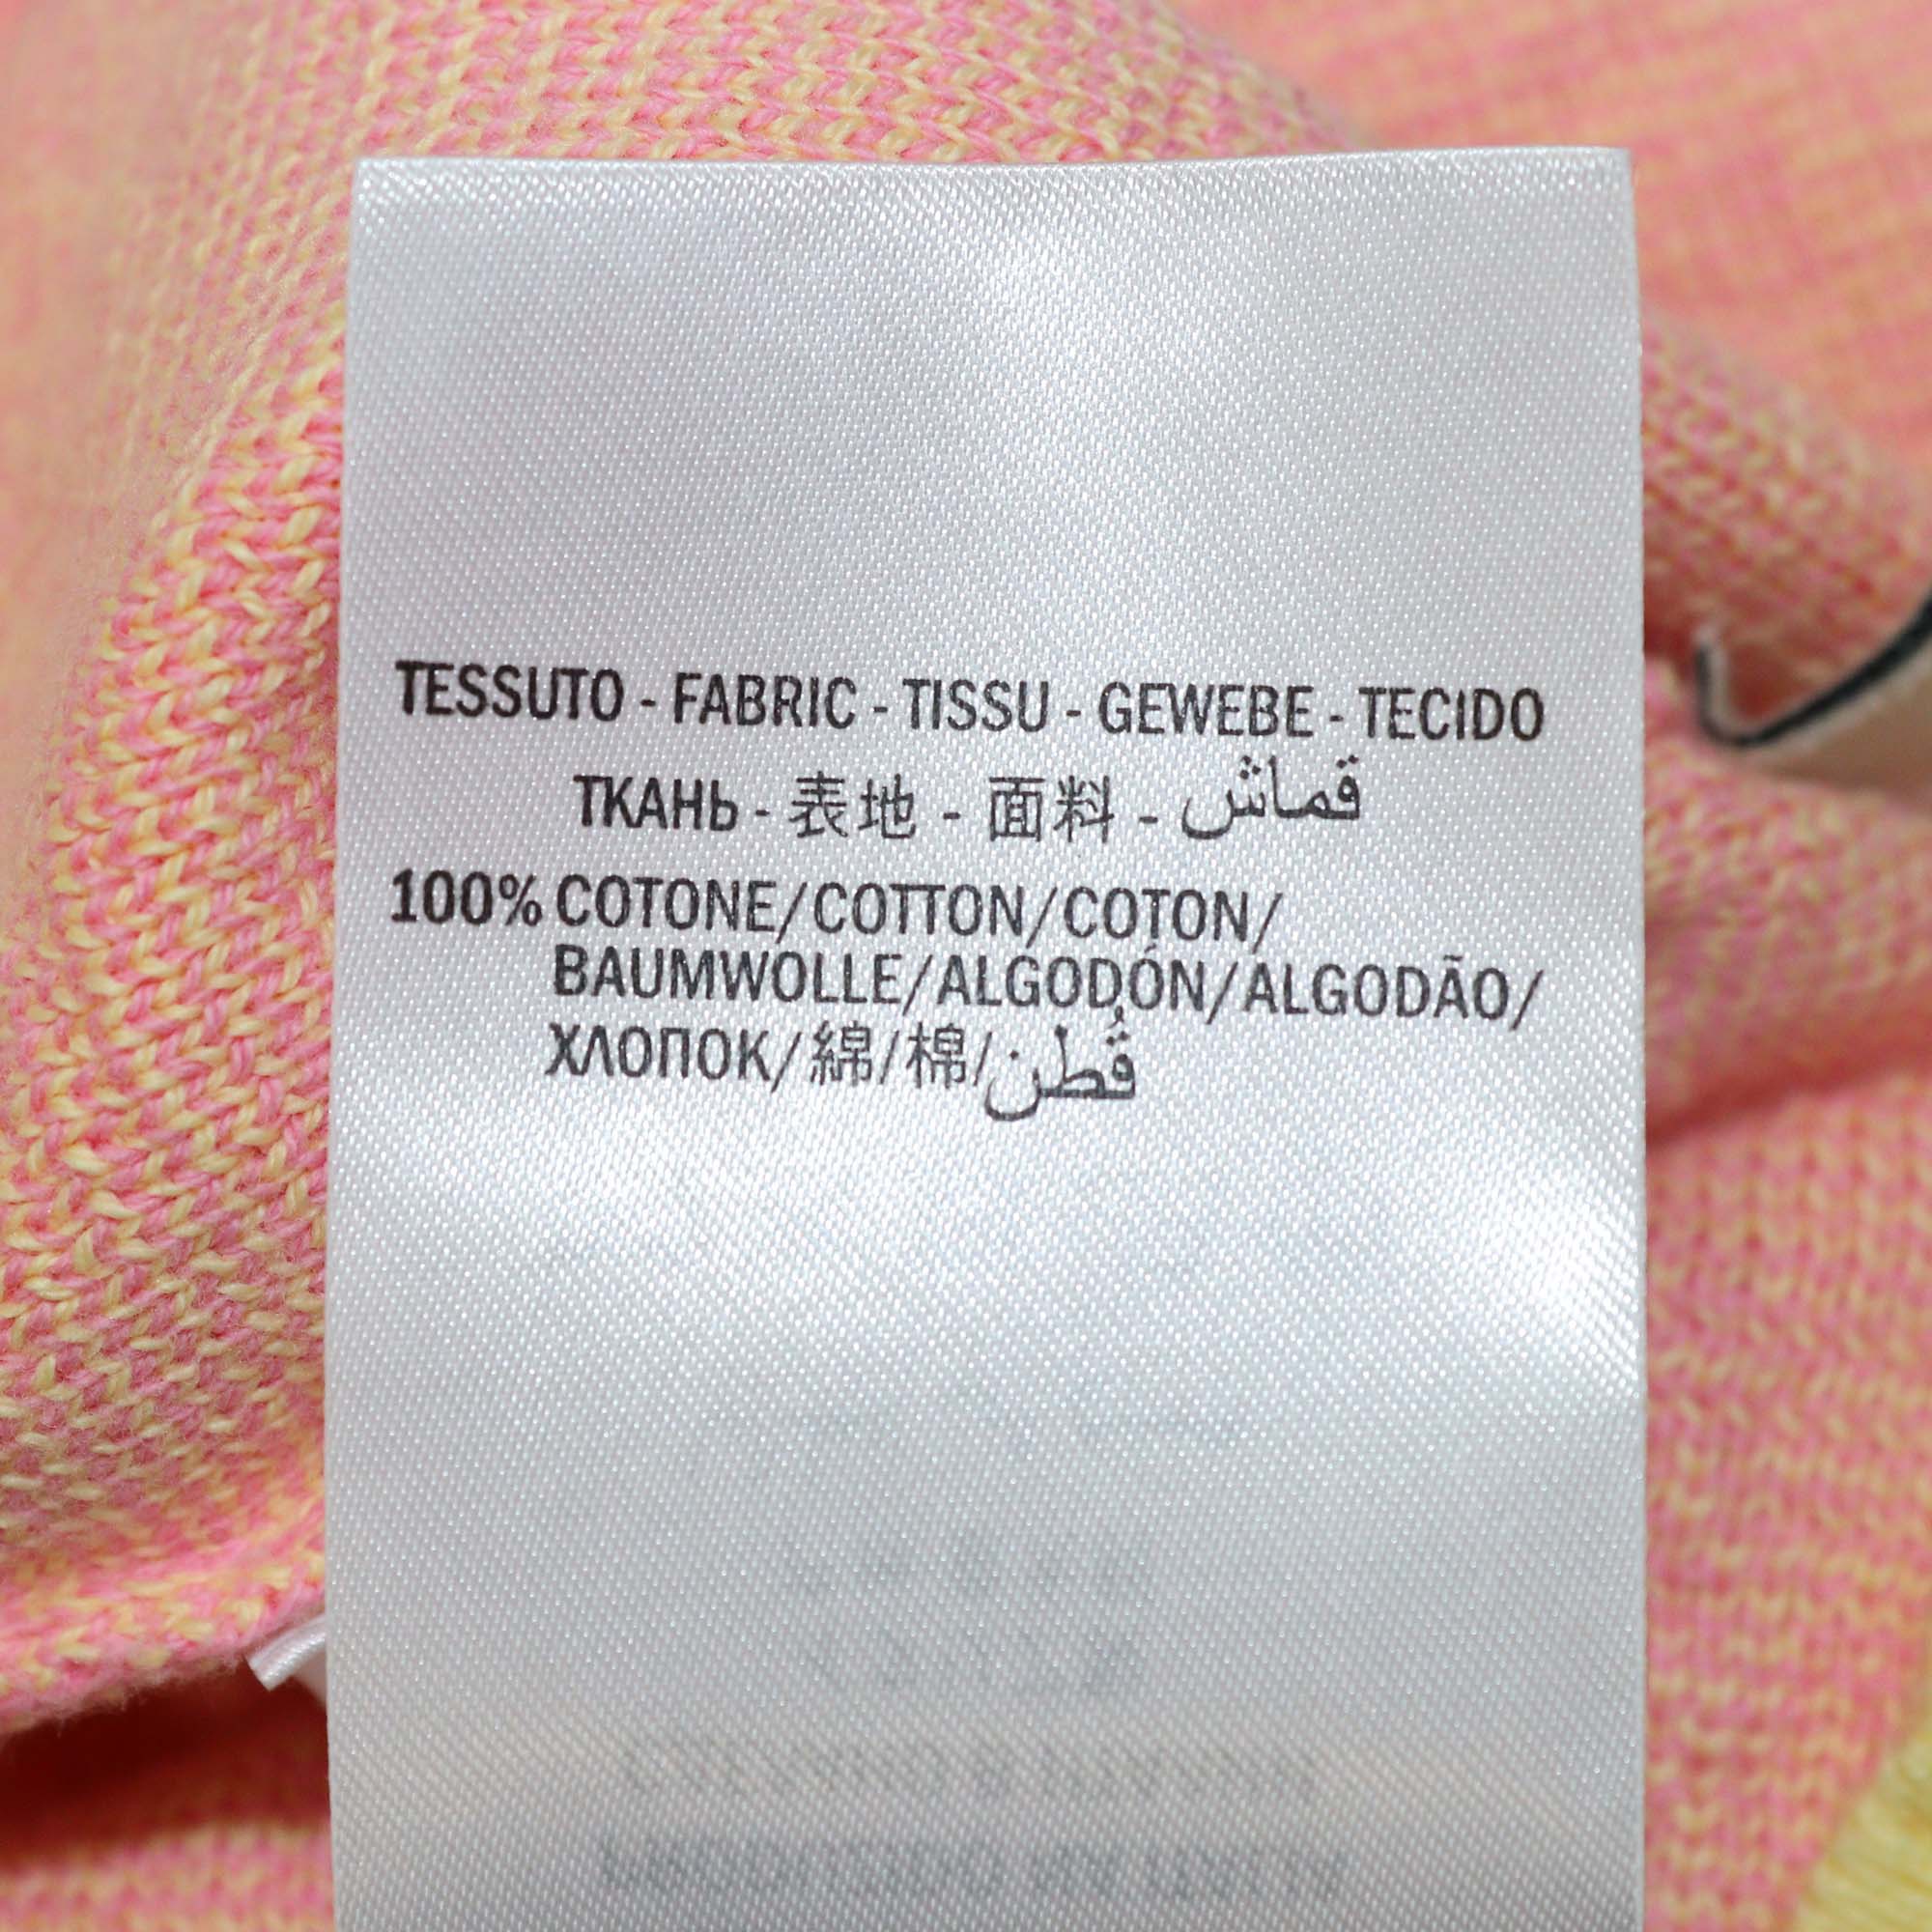 TESSUTO - FABRIC - TISSU - GEWEBE - TECIDO
ТКАНЬ - 表地 - 面料 - قماش
100% COTONE/COTTON/COTON/
BAUMWOLLE/ALGODÓN/ALGODÃO/
ХЛОПОК/綿/棉/قُطن